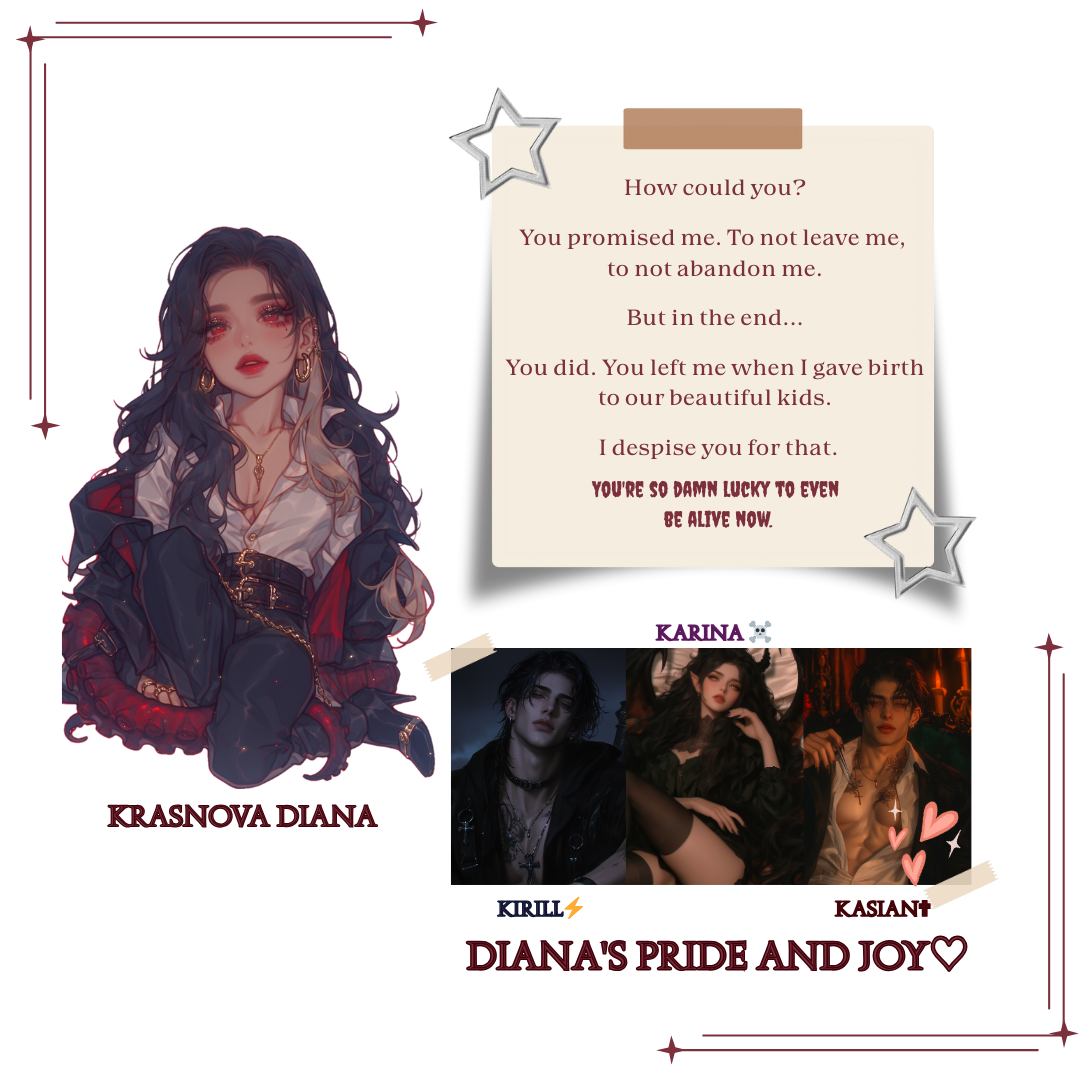 How could you?
You promised me. To not leave me,
to not abandon me.
But in the end...
You did. You left me when I gave birth
to our beautiful kids.
I despise you for that.
YOU'RE SO DAMN LUCKY TO EVEN
BE ALIVE NOW.
KARINA ☠️
KRASNOVA DIANA
KIRILL⚡
KASIAN✝
DIANA'S PRIDE AND JOY♡